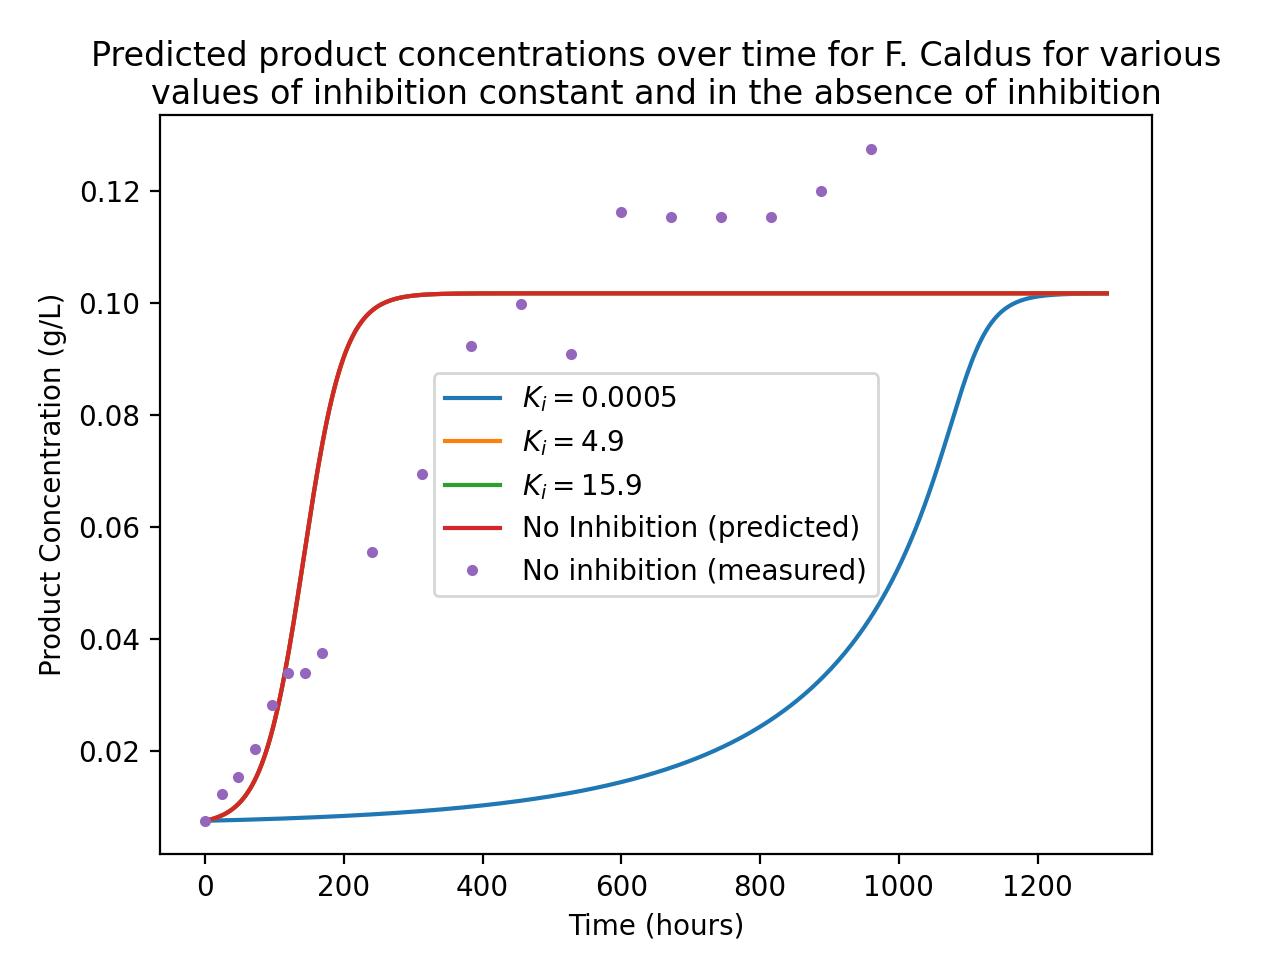 Predicted product concentrations over time for F. Caldus for various
values of inhibition constant and in the absence of inhibition
0.12
0.10
0.08
0.06
0.04
0.02
Product Concentration (g/L)
K_i = 0.0005
K_i = 4.9
K_i = 15.9
No Inhibition (predicted)
No inhibition (measured)
0 200 400 600 800 1000 1200
Time (hours)